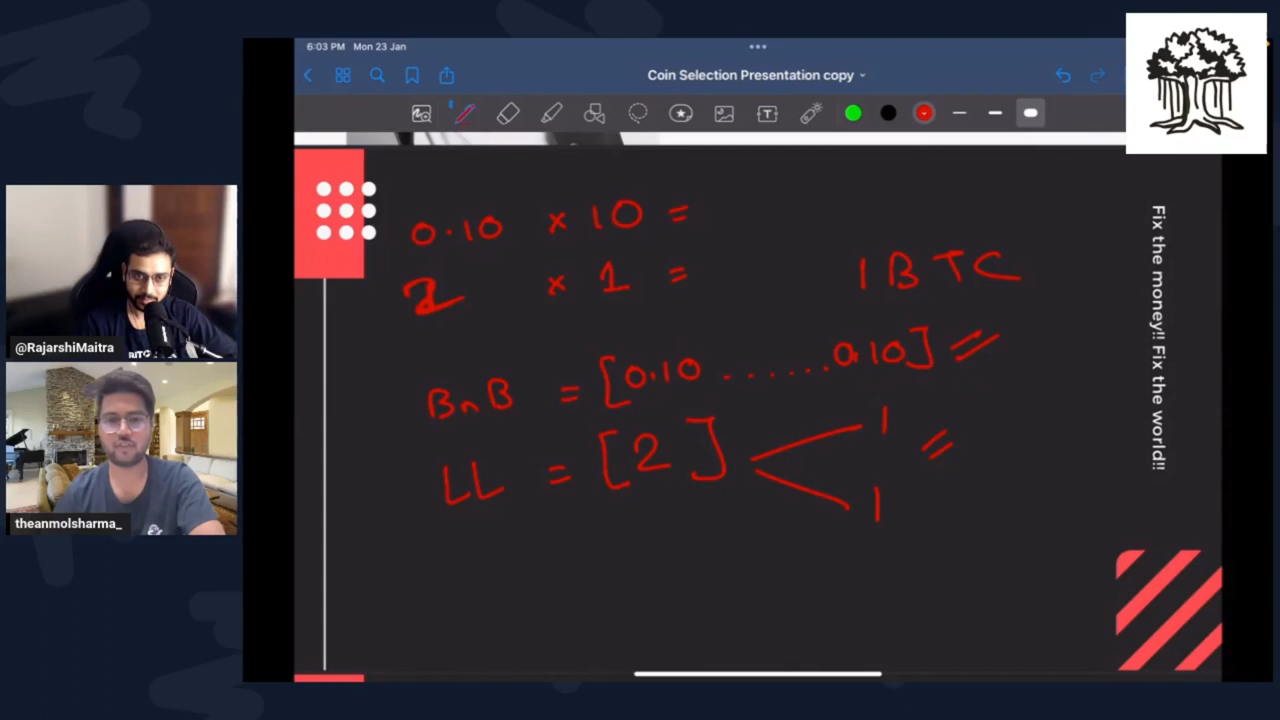 6:03 PM Mon 23 Jan
Coin Selection Presentation copy
T
0.10 × 10 =
2 × 1 =
1 BTC
BnB = [0.10 ....... 0.10] =
LL = [2] < 1 =
1
Fix the money!! Fix the world!!
@RajarshiMaitra
theanmolsharma_